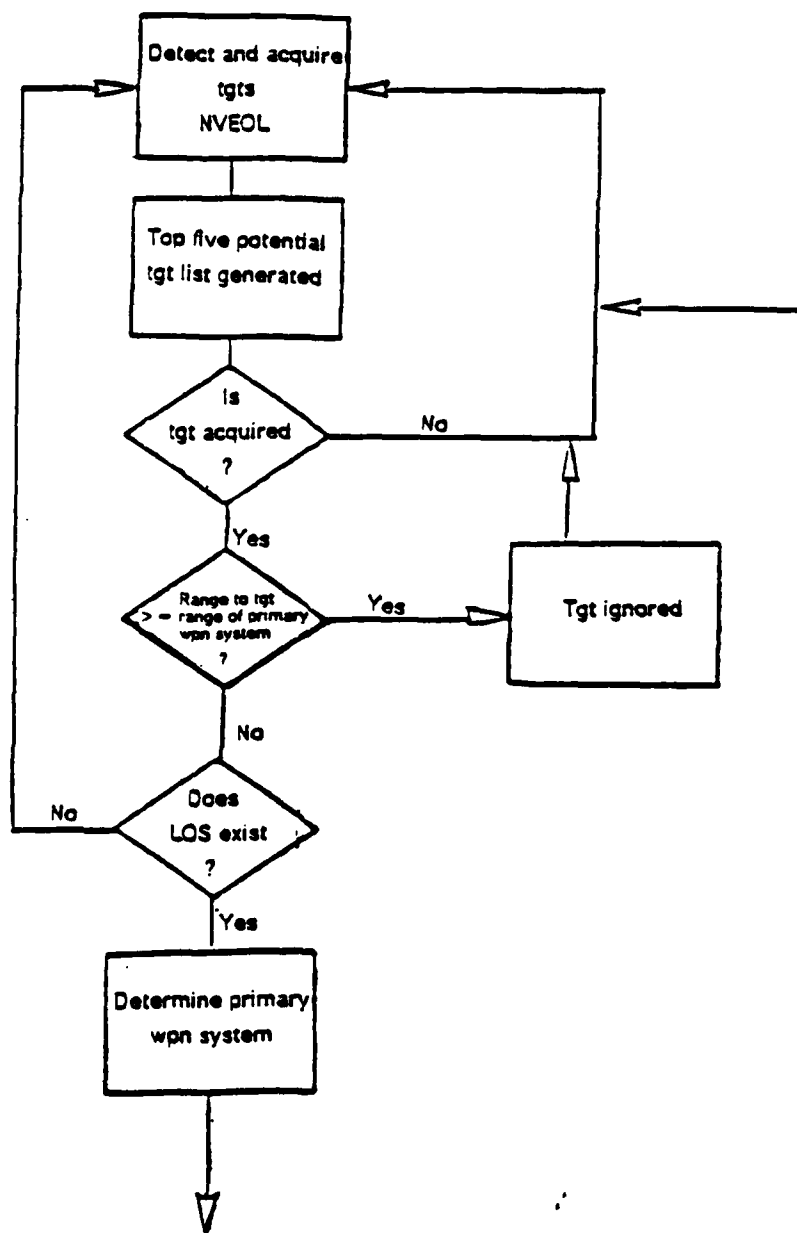 Detect and acquire
tgts
NVEOL
Top five potential
tgt list generated
Is
tgt acquired
?
No
Yes
Range to tgt
> = range of primary
wpn system
?
Yes
Tgt ignored
No
Does
LOS exist
?
No
Yes
Determine primary
wpn system